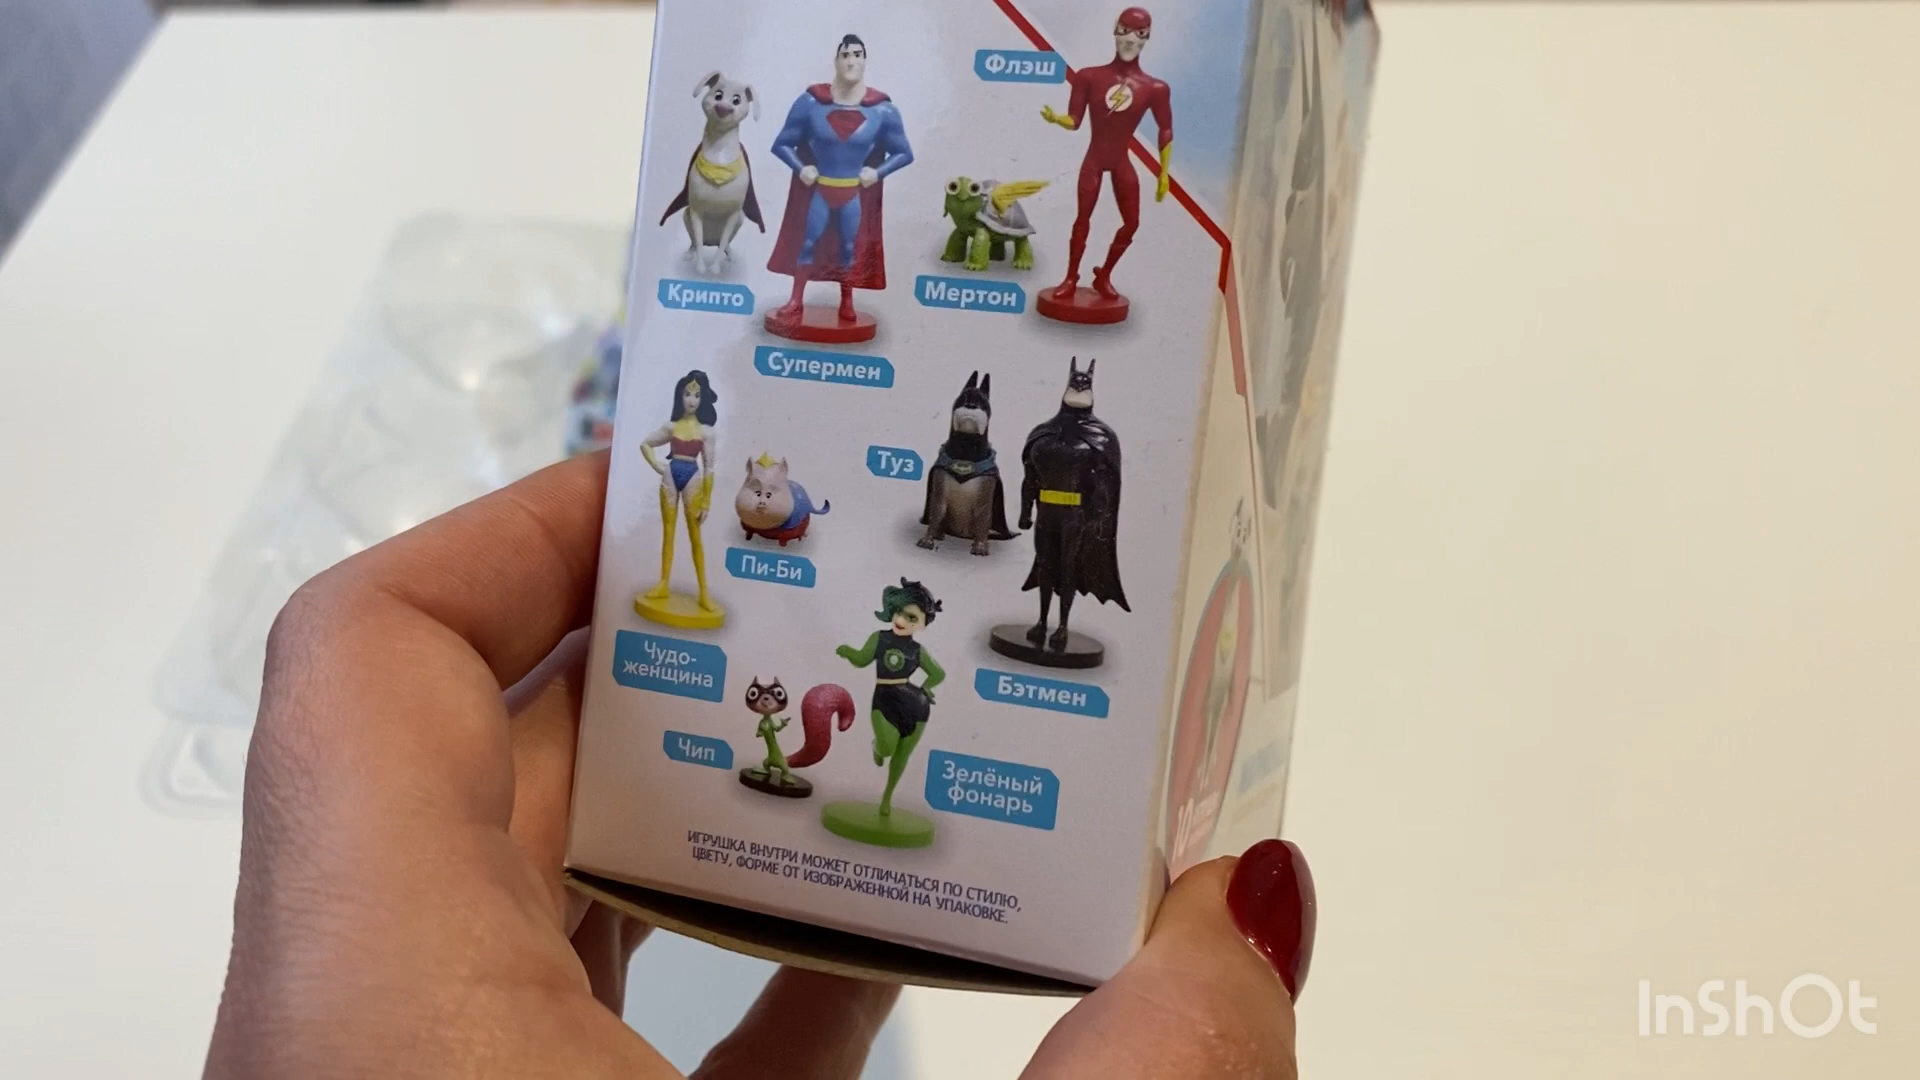 Флэш
Крипто
Мертон
Супермен
Туз
Пи-Би
Чудо-
женщина
Бэтмен
Чип
Зелёный
фонарь
ИГРУШКА ВНУТРИ МОЖЕТ ОТЛИЧАТЬСЯ ПО СТИЛЮ,
ЦВЕТУ, ФОРМЕ ОТ ИЗОБРАЖЕННОЙ НА УПАКОВКЕ.
10
InShOt